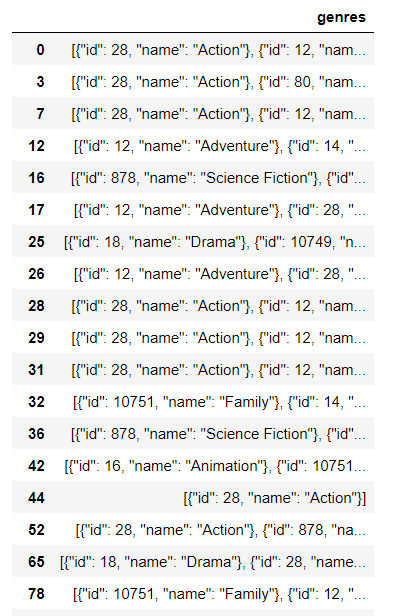 genres
0 [{"id": 28, "name": "Action"}, {"id": 12, "nam...
3 [{"id": 28, "name": "Action"}, {"id": 80, "nam...
7 [{"id": 28, "name": "Action"}, {"id": 12, "nam...
12 [{"id": 12, "name": "Adventure"}, {"id": 14, "...
16 [{"id": 878, "name": "Science Fiction"}, {"id"...
17 [{"id": 12, "name": "Adventure"}, {"id": 28, "...
25 [{"id": 18, "name": "Drama"}, {"id": 10749, "n...
26 [{"id": 12, "name": "Adventure"}, {"id": 28, "...
28 [{"id": 28, "name": "Action"}, {"id": 12, "nam...
29 [{"id": 28, "name": "Action"}, {"id": 12, "nam...
31 [{"id": 28, "name": "Action"}, {"id": 12, "nam...
32 [{"id": 10751, "name": "Family"}, {"id": 14, "...
36 [{"id": 878, "name": "Science Fiction"}, {"id"...
42 [{"id": 16, "name": "Animation"}, {"id": 10751...
44 [{"id": 28, "name": "Action"}]
52 [{"id": 28, "name": "Action"}, {"id": 878, "na...
65 [{"id": 18, "name": "Drama"}, {"id": 28, "name...
78 [{"id": 10751, "name": "Family"}, {"id": 12, "...